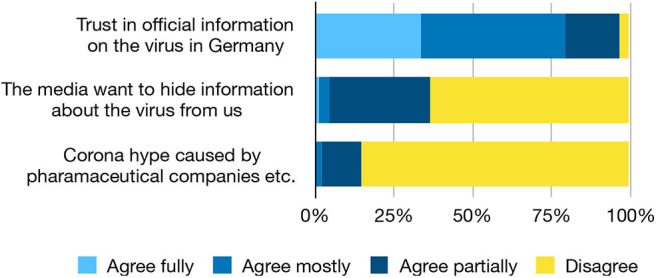 Trust in official information
on the virus in Germany
The media want to hide information
about the virus from us
Corona hype caused by
pharamaceutical companies etc.
0% 25% 50% 75% 100%
Agree fully Agree mostly Agree partially Disagree